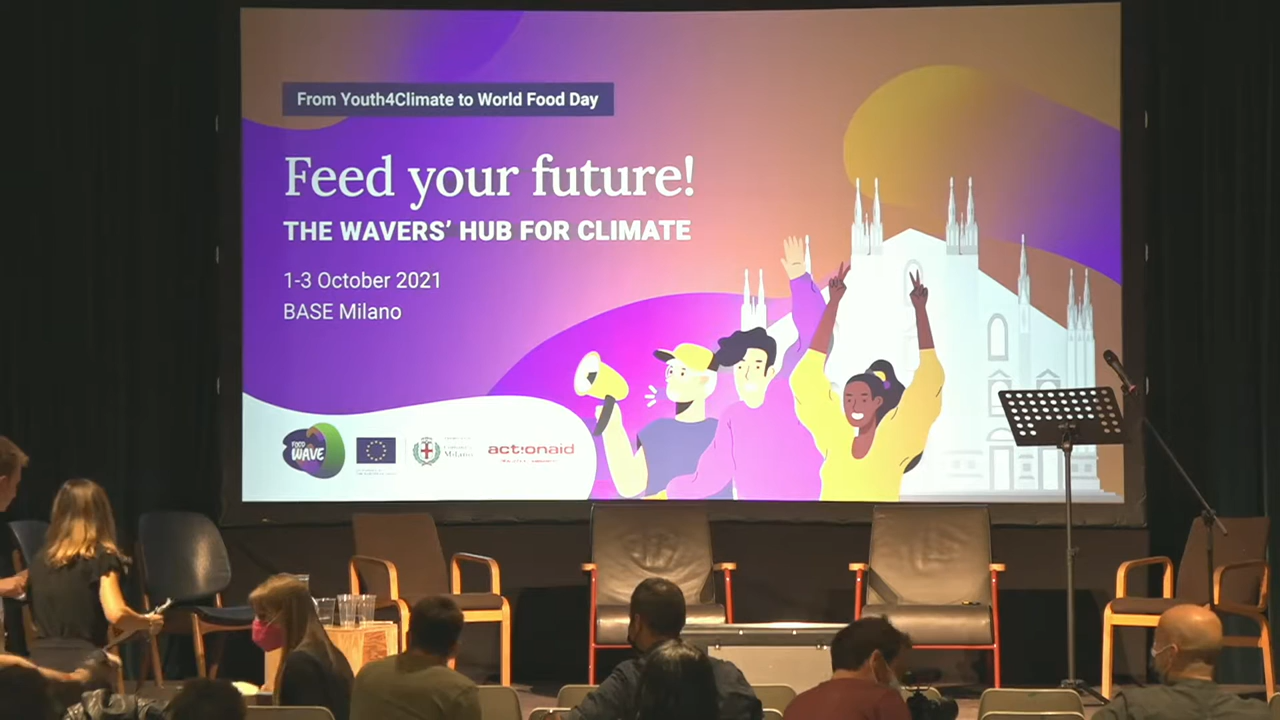 From Youth4Climate to World Food Day
Feed your future!
THE WAVERS' HUB FOR CLIMATE
1-3 October 2021
BASE Milano
FOOD
WAVE
Milano
act!onaid